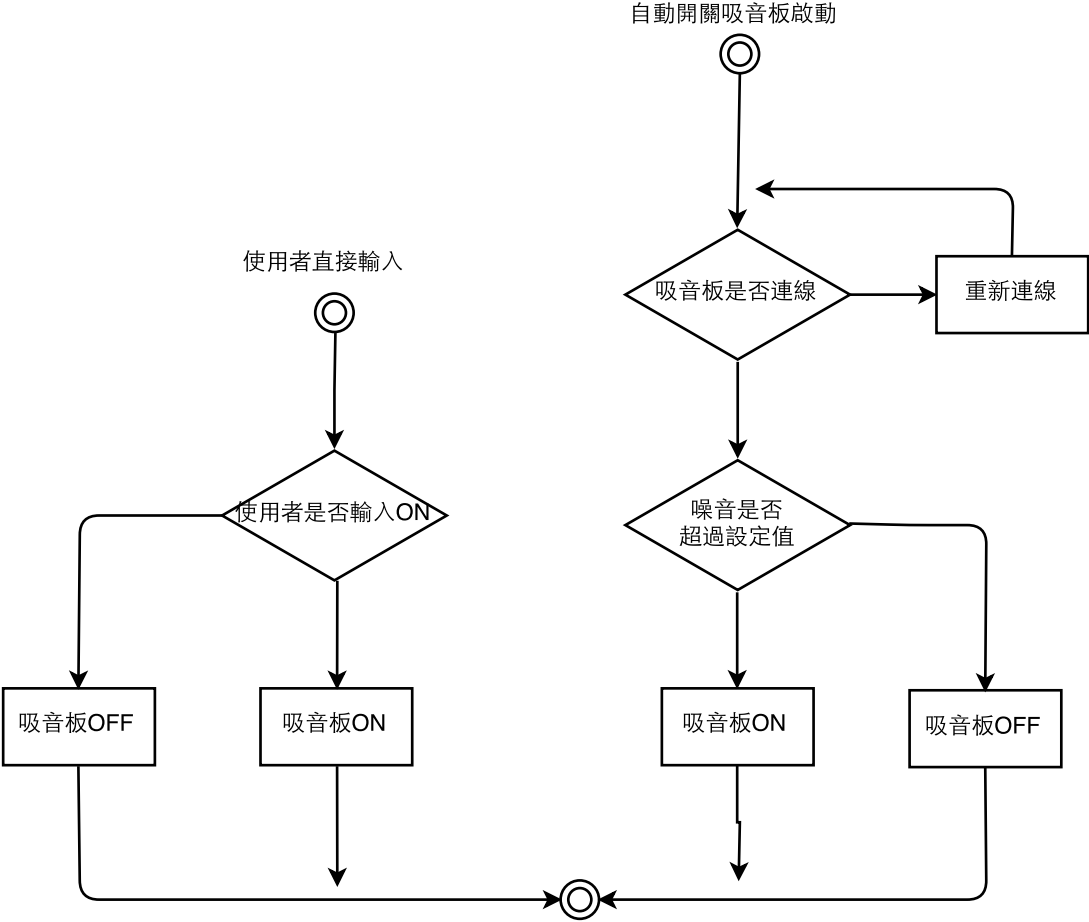 自動開關吸音板啟動
使用者直接輸入
吸音板是否連線
重新連線
使用者是否輸入ON
噪音是否
超過設定值
吸音板OFF
吸音板ON
吸音板ON
吸音板OFF